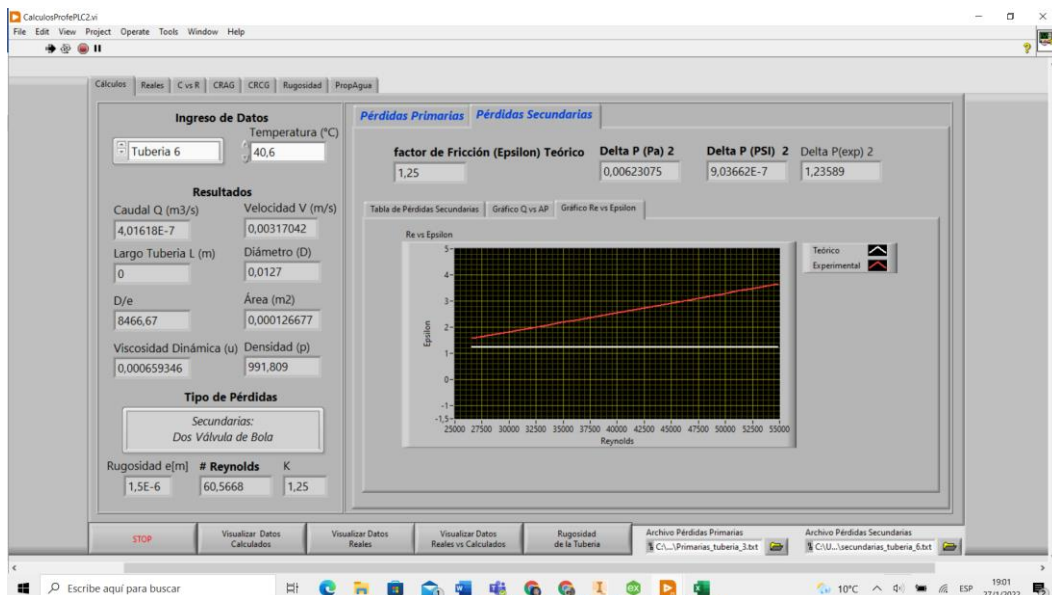 CalculosProfePLC2.vi
File Edit View Project Operate Tools Window Help
Cálculos Reales C vs R CRAG CRCG Rugosidad PropAgua
Ingreso de Datos
Temperatura (°C)
Tuberia 6
40,6
Resultados
Caudal Q (m3/s) Velocidad V (m/s)
4,01618E-7 0,00317042
Largo Tuberia L (m) Diámetro (D)
0 0,0127
D/e Área (m2)
8466,67 0,000126677
Viscosidad Dinámica (u) Densidad (p)
0,000659346 991,809
Tipo de Pérdidas
Secundarias:
Dos Válvula de Bola
Rugosidad e[m] # Reynolds K
1,5E-6 60,5668 1,25
Pérdidas Primarias Pérdidas Secundarias
factor de Fricción (Epsilon) Teórico Delta P (Pa) 2 Delta P (PSI) 2 Delta P(exp) 2
1,25 0,00623075 9,03662E-7 1,23589
Tabla de Pérdidas Secundarias Gráfico Q vs AP Gráfico Re vs Epsilon
Re vs Epsilon
Teórico
Experimental
5
4
3
2
1
0
-1
-1,5
Epsilon
25000 27500 30000 32500 35000 37500 40000 42500 45000 47500 50000 52500 55000
Reynolds
STOP
Visualizar Datos
Calculados
Visualizar Datos
Reales
Visualizar Datos
Reales vs Calculados
Rugosidad
de la Tuberia
Archivo Pérdidas Primarias
C:\...\Primarias_tuberia_3.txt
Archivo Pérdidas Secundarias
C:\U...\secundarias_tuberia_6.txt
Escribe aquí para buscar
10°C ESP
19:01
27/1/2022